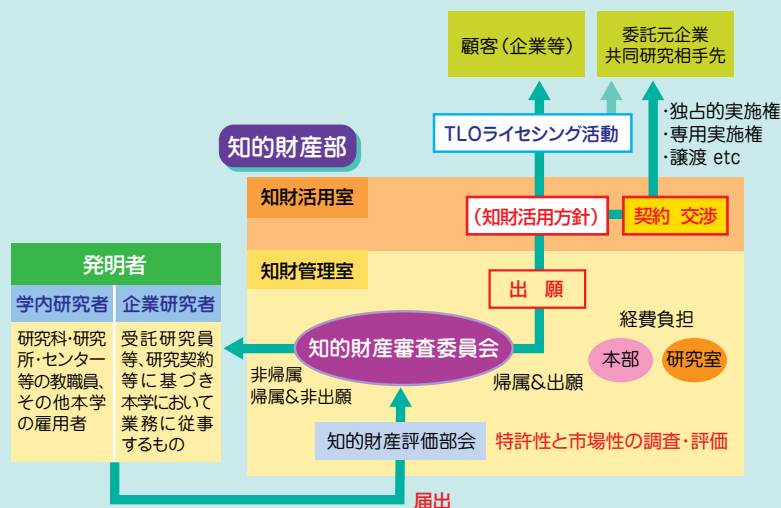 顧客（企業等）
委託元企業
共同研究相手先
TLOライセシング活動
・独占的実施権
・専用実施権
・譲渡 etc
知的財産部
知財活用室
（知財活用方針）
契約 交渉
知財管理室
出　願
発明者
学内研究者
企業研究者
研究科・研究
所・センター
等の教職員、
その他本学
の雇用者
受託研究員
等、研究契約
等に基づき
本学において
業務に従事
するもの
知的財産審査委員会
経費負担
本部
研究室
非帰属
帰属&非出願
帰属&出願
知的財産評価部会
特許性と市場性の調査・評価
届出